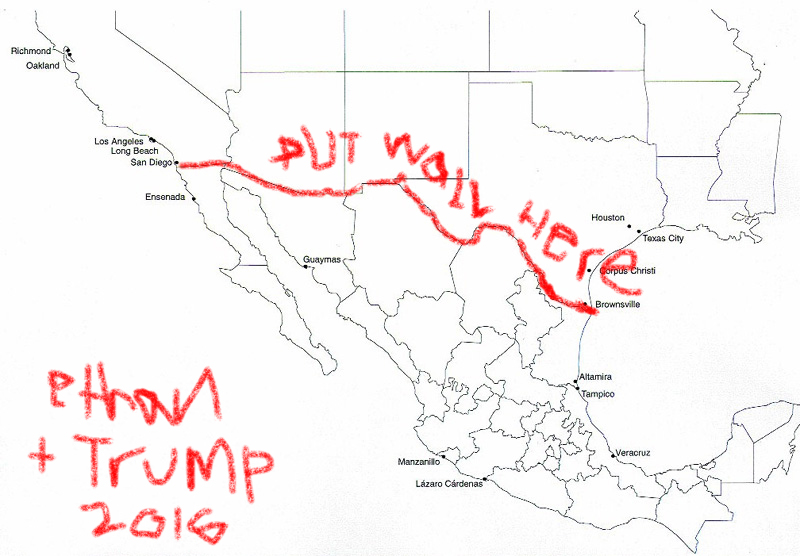 Richmond
Oakland
Los Angeles
Long Beach
San Diego
Ensenada
PUT WALL HERE
Houston
Texas City
Guaymas
Corpus Christi
Brownsville
Ethan
+ Trump
2016
Altamira
Tampico
Manzanillo
Veracruz
Lázaro Cárdenas